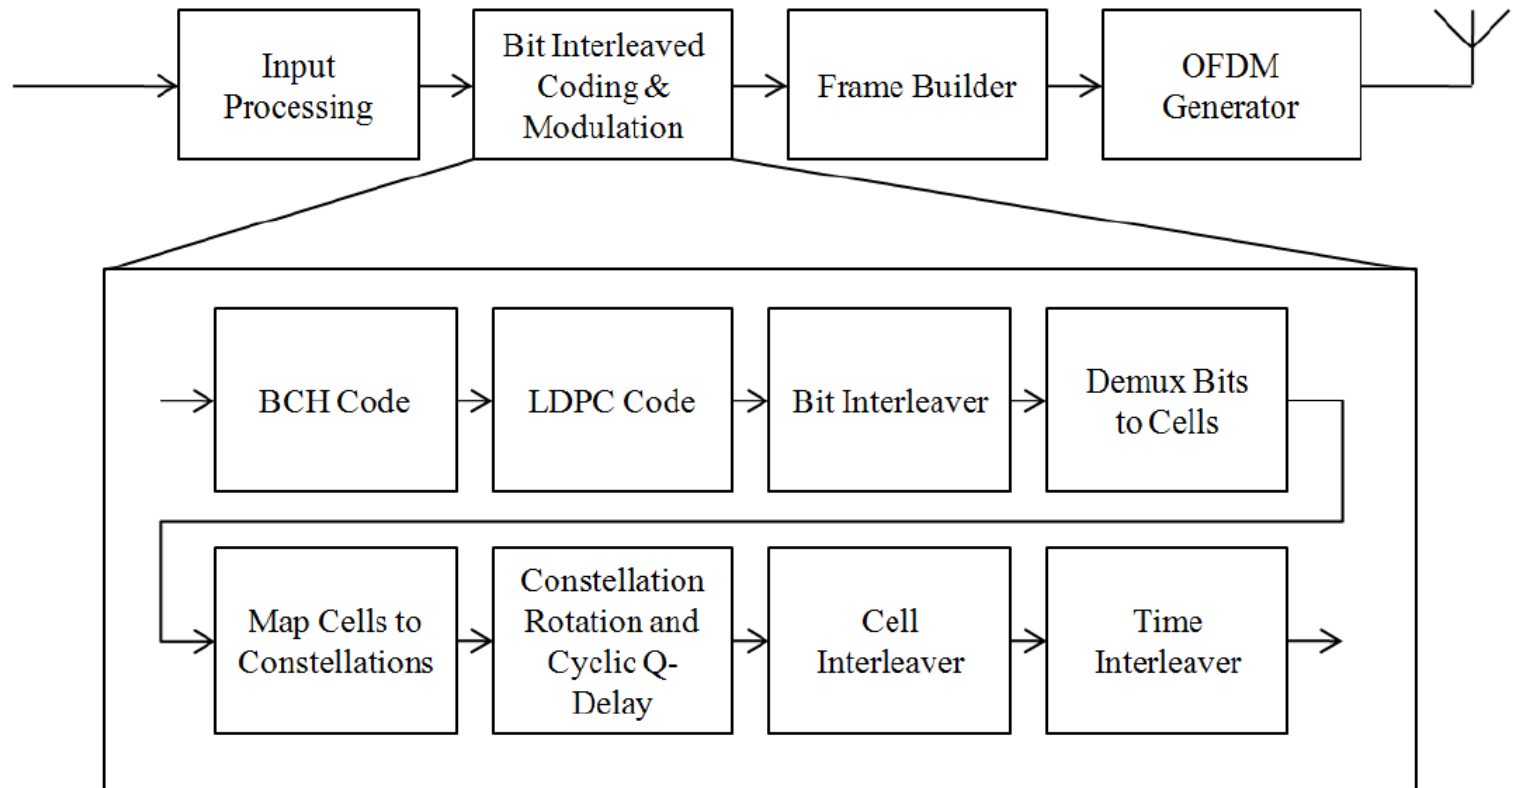 Input
Processing
Bit Interleaved
Coding &
Modulation
Frame Builder
OFDM
Generator
BCH Code
LDPC Code
Bit Interleaver
Demux Bits
to Cells
Map Cells to
Constellations
Constellation
Rotation and
Cyclic Q-
Delay
Cell
Interleaver
Time
Interleaver